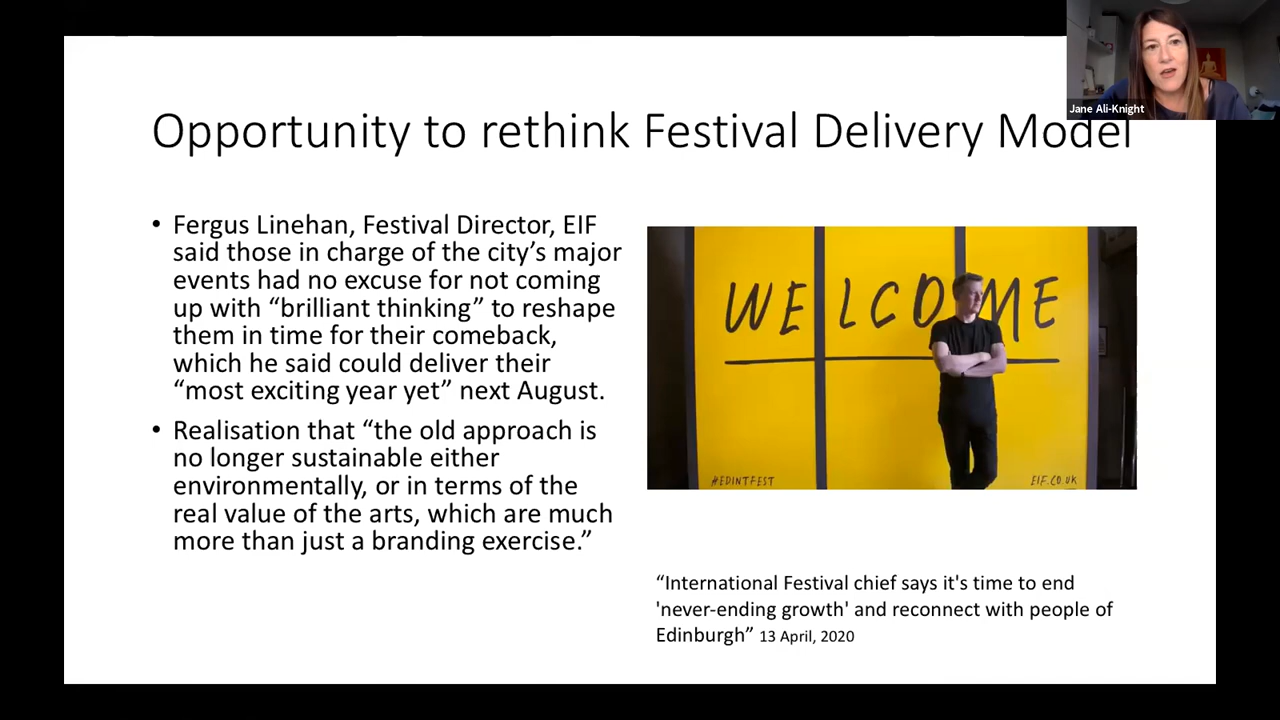 Jane Ali-Knight
Opportunity to rethink Festival Delivery Model
• Fergus Linehan, Festival Director, EIF
said those in charge of the city’s major
events had no excuse for not coming
up with “brilliant thinking” to reshape
them in time for their comeback,
which he said could deliver their
“most exciting year yet” next August.
• Realisation that “the old approach is
no longer sustainable either
environmentally, or in terms of the
real value of the arts, which are much
more than just a branding exercise.”
WELCOME
#EDINTFEST
EIF.CO.UK
“International Festival chief says it's time to end
'never-ending growth' and reconnect with people of
Edinburgh” 13 April, 2020